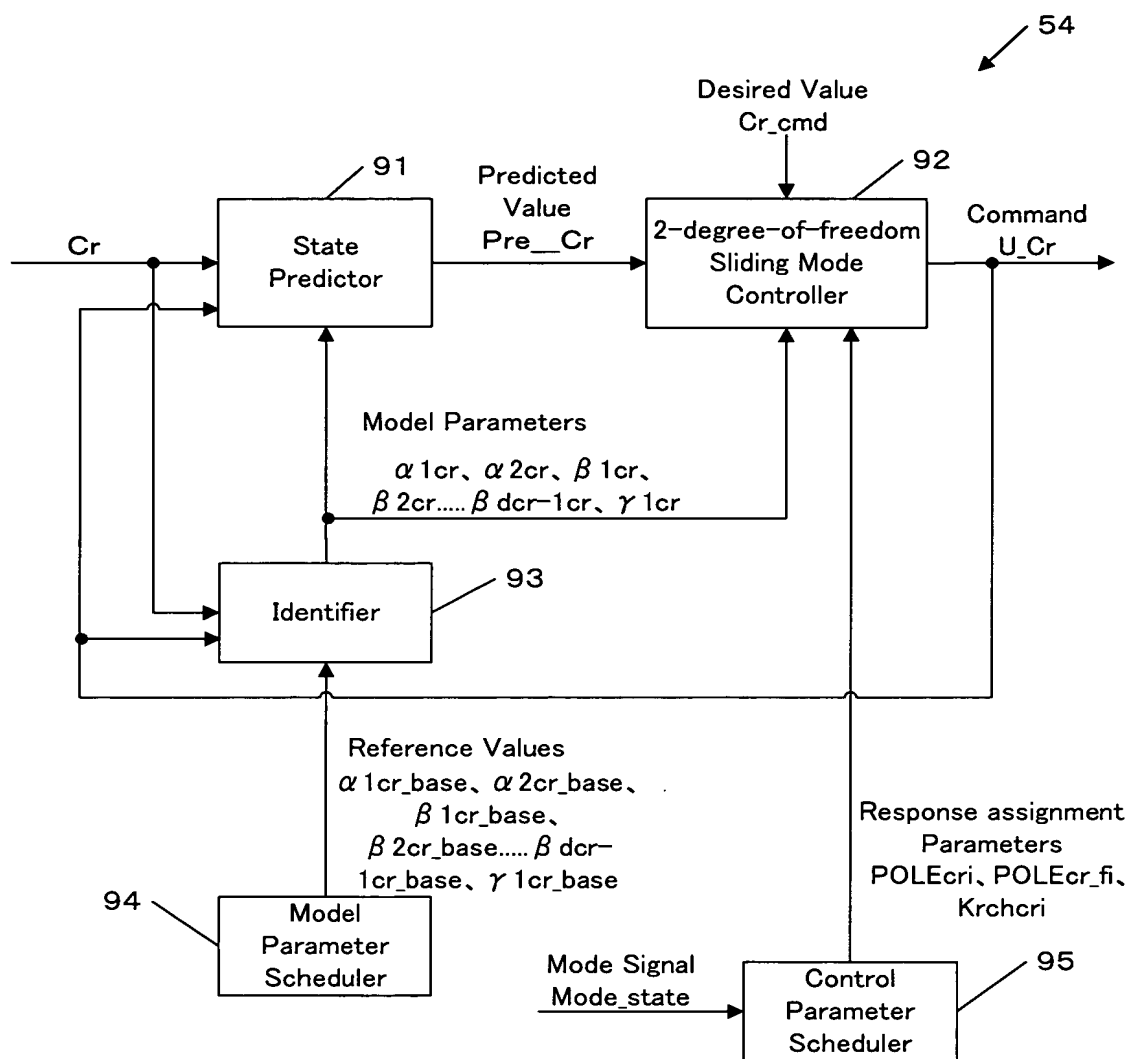 54
Desired Value
Cr_cmd
91
92
Cr
State
Predictor
Predicted
Value
Pre__Cr
2-degree-of-freedom
Sliding Mode
Controller
Command
U_Cr
Model Parameters
α 1cr、α 2cr、β 1cr、
β 2cr..... β dcr-1cr、γ 1cr
93
Identifier
Reference Values
α 1cr_base、α 2cr_base、
β 1cr_base、
β 2cr_base..... β dcr-
1cr_base、γ 1cr_base
Response assignment
Parameters
POLEcri、POLEcr_fi、
Krchcri
94
Model
Parameter
Scheduler
Mode Signal
Mode_state
95
Control
Parameter
Scheduler